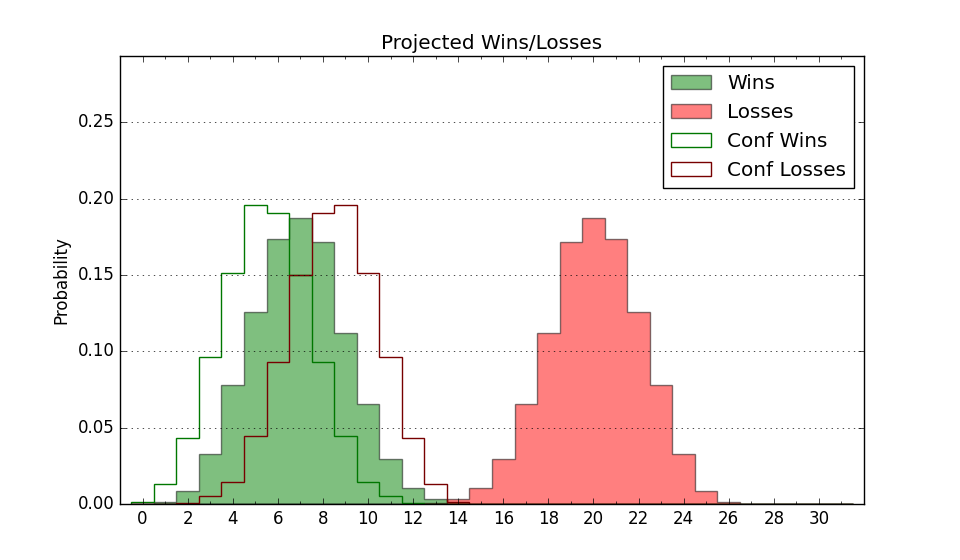 Projected Wins/Losses
Wins
Losses
Conf Wins
Conf Losses
Probability
0.25
0.20
0.15
0.10
0.05
0.00
0 2 4 6 8 10 12 14 16 18 20 22 24 26 28 30